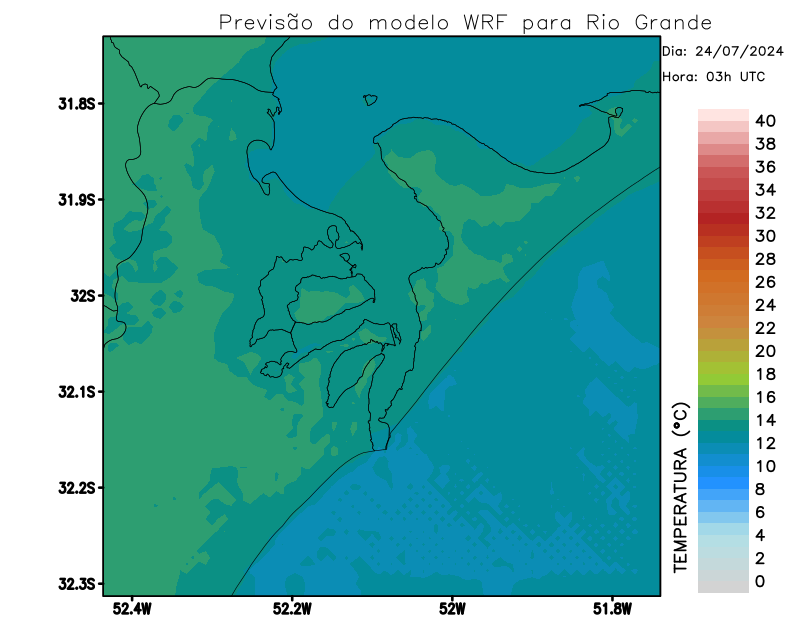 Previsão do modelo WRF para Rio Grande
Dia: 24/07/2024
Hora: 03h UTC
31.8S
31.9S
32S
32.1S
32.2S
32.3S
52.4W
52.2W
52W
51.8W
40
38
36
34
32
30
28
26
24
22
20
18
16
14
12
10
8
6
4
2
0
TEMPERATURA (°C)